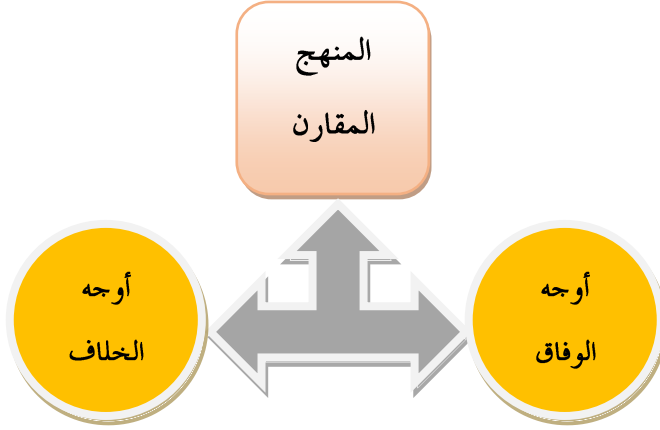 المنهج
المقارن
أوجه
الوفاق
أوجه
الخلاف